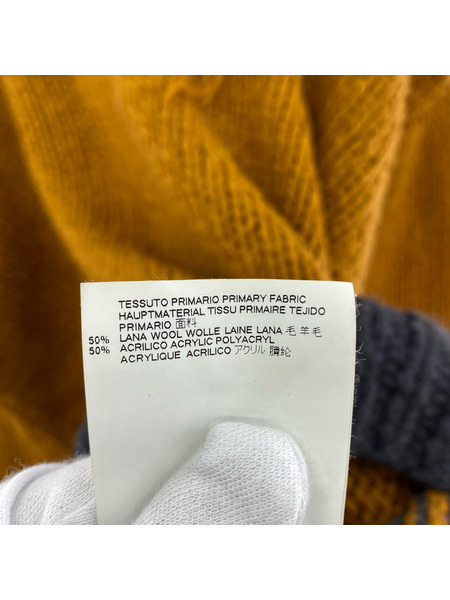 TESSUTO PRIMARIO PRIMARY FABRIC
HAUPTMATERIAL TISSU PRIMAIRE TEJIDO
PRIMARIO 面料
50% LANA WOOL WOLLE LAINE LANA 毛 羊毛
50% ACRILICO ACRYLIC POLYACRYL
ACRYLIQUE ACRILICO アクリル 腈纶